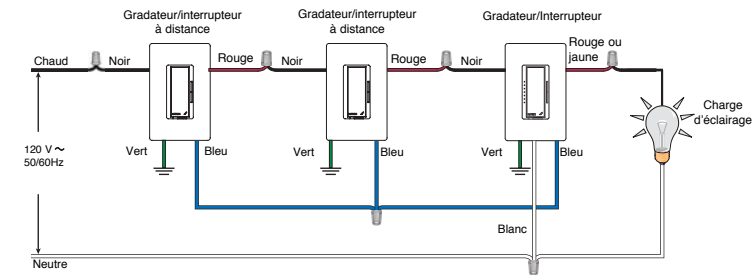 Gradateur/interrupteur
à distance
Gradateur/interrupteur
à distance
Gradateur/Interrupteur
Chaud
Noir
Rouge
Noir
Rouge
Noir
Rouge ou
jaune
Charge
d'éclairage
120 V ~
50/60Hz
Vert
Bleu
Vert
Bleu
Vert
Bleu
Blanc
Neutre